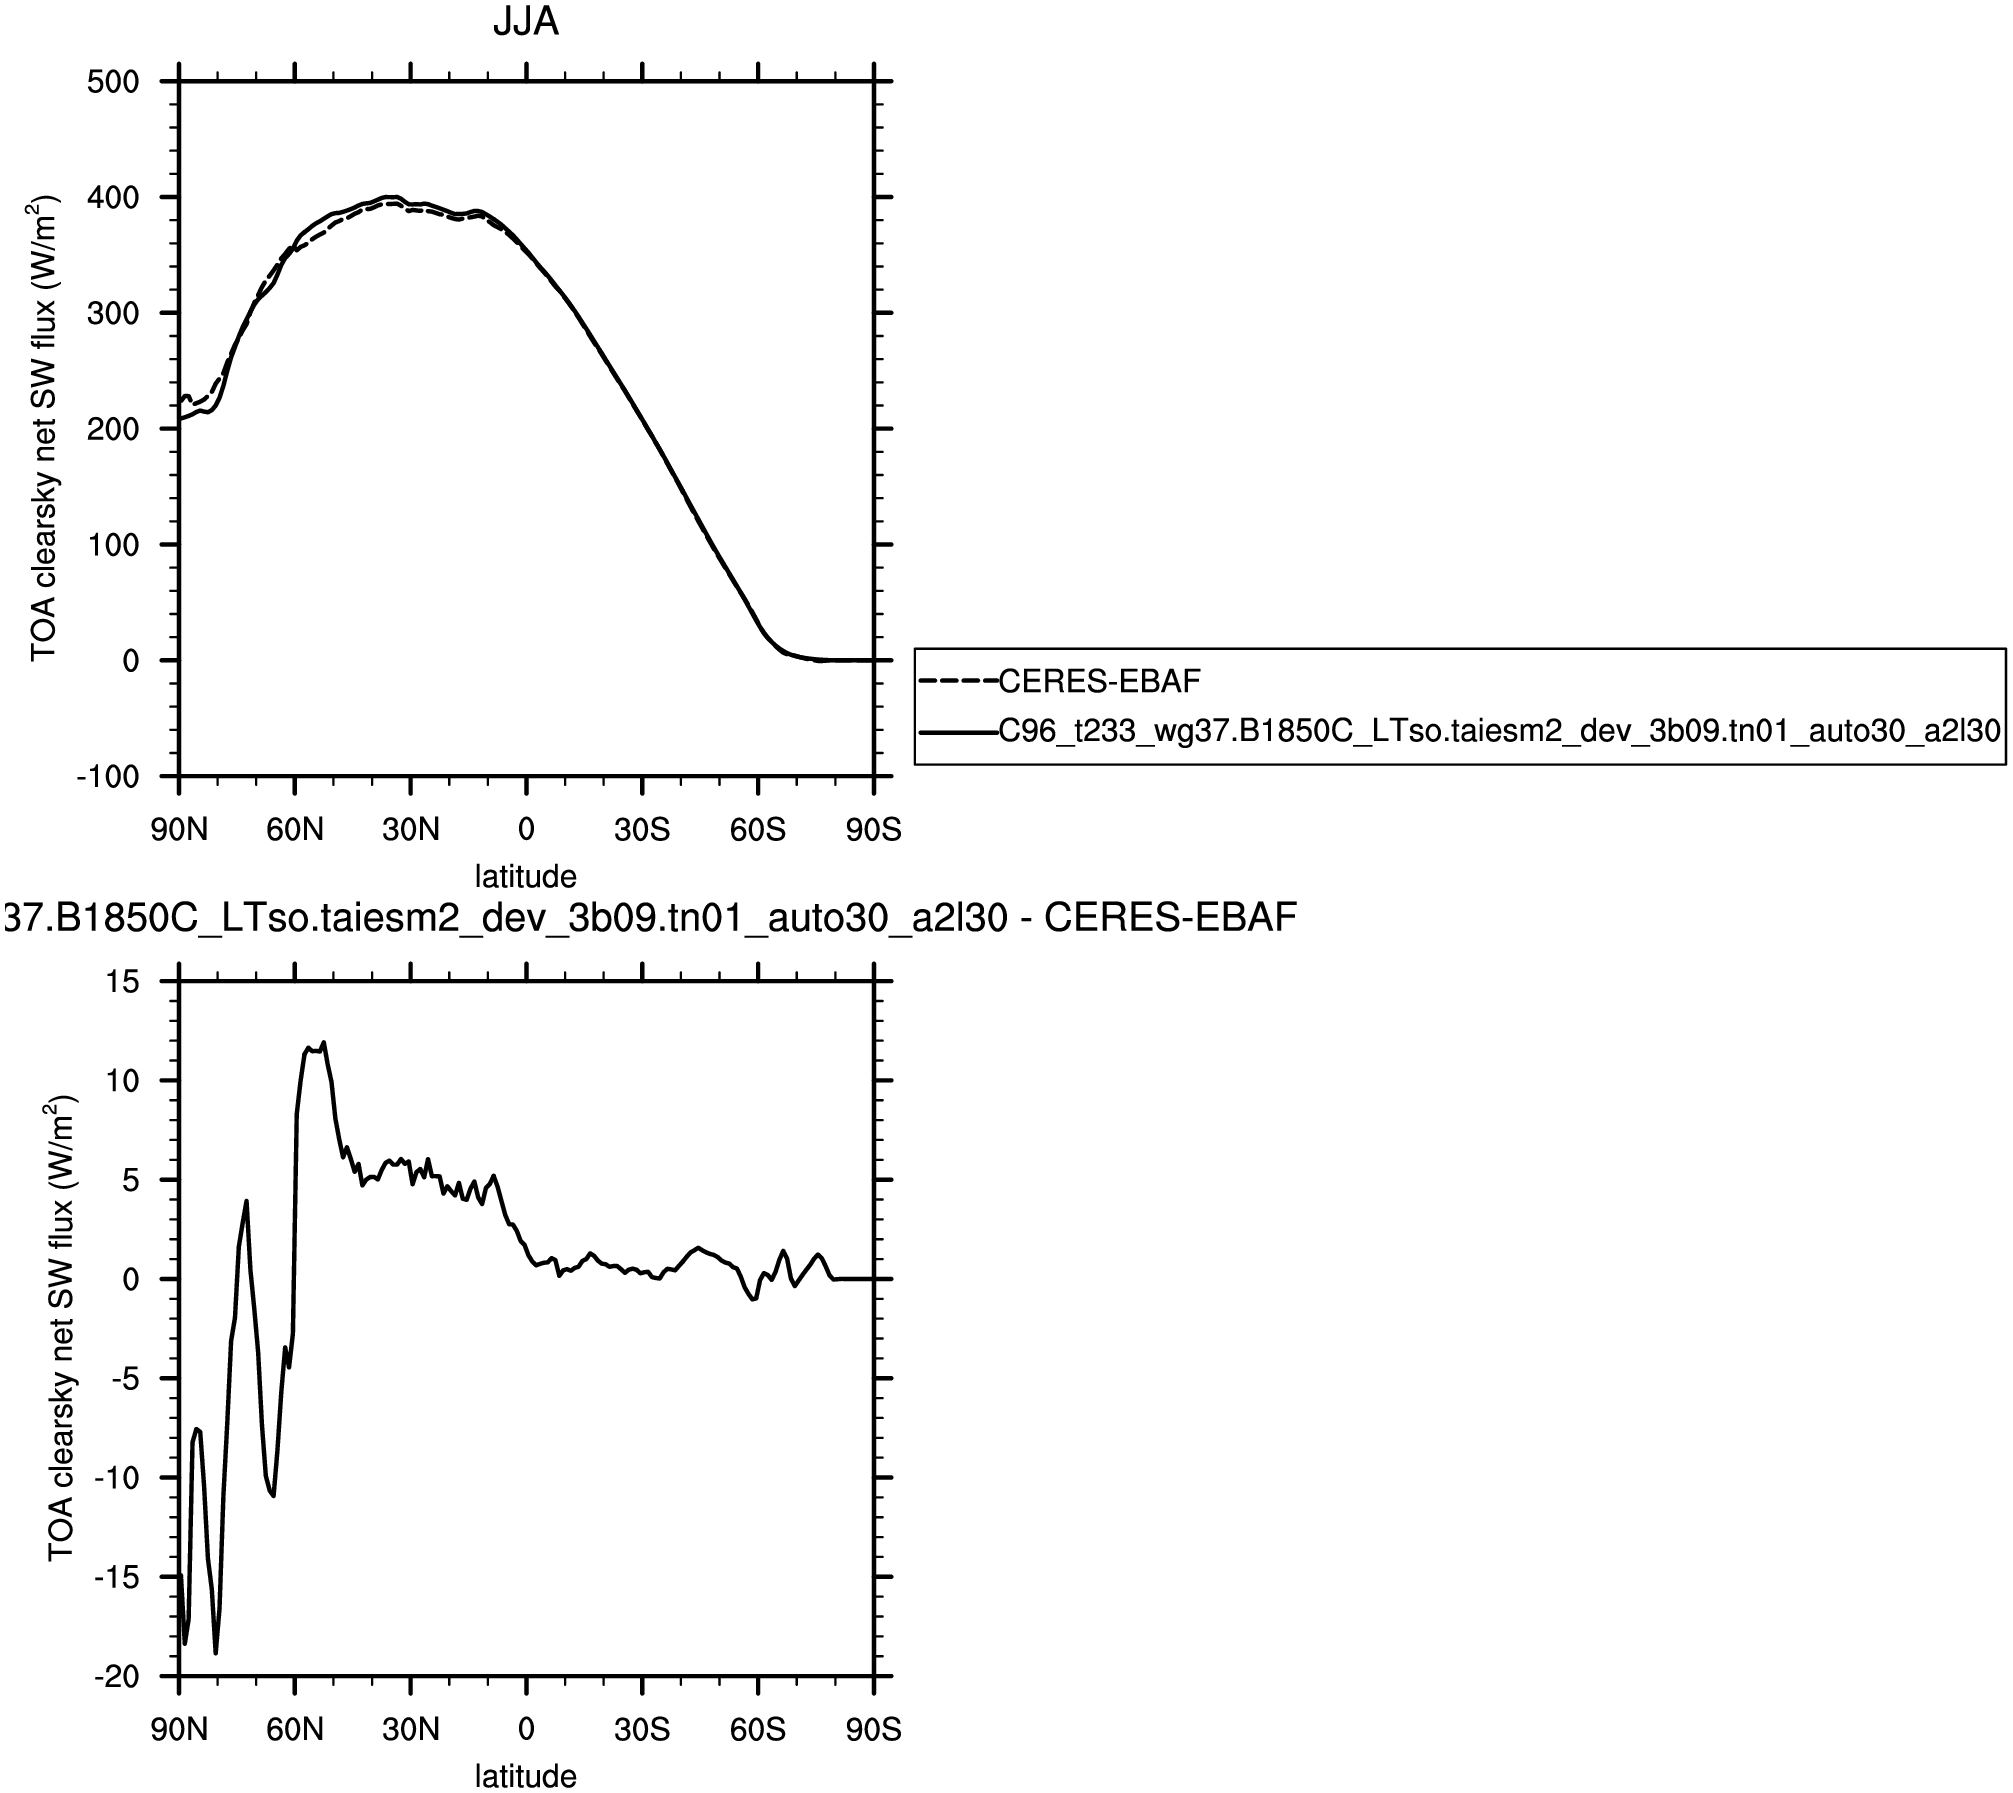 JJA
500
400
300
200
100
0
-100
TOA clearsky net SW flux (W/m²)
90N 60N 30N 0 30S 60S 90S
latitude
CERES-EBAF
C96_t233_wg37.B1850C_LTso.taiesm2_dev_3b09.tn01_auto30_a2l30
37.B1850C_LTso.taiesm2_dev_3b09.tn01_auto30_a2l30 - CERES-EBAF
15
10
5
0
-5
-10
-15
-20
TOA clearsky net SW flux (W/m²)
90N 60N 30N 0 30S 60S 90S
latitude